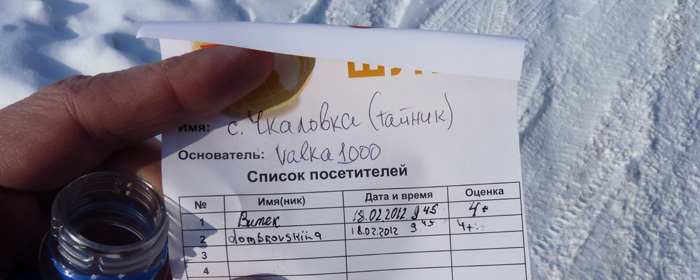 Имя: с. Чкаловка (тайник)
Основатель: Valka1000
Список посетителей
№ Имя(ник) Дата и время Оценка
1 Витек 18.02.2012 9 45 4+
2 dombrovskiina 18.02.2012 9 45 4+
3
4